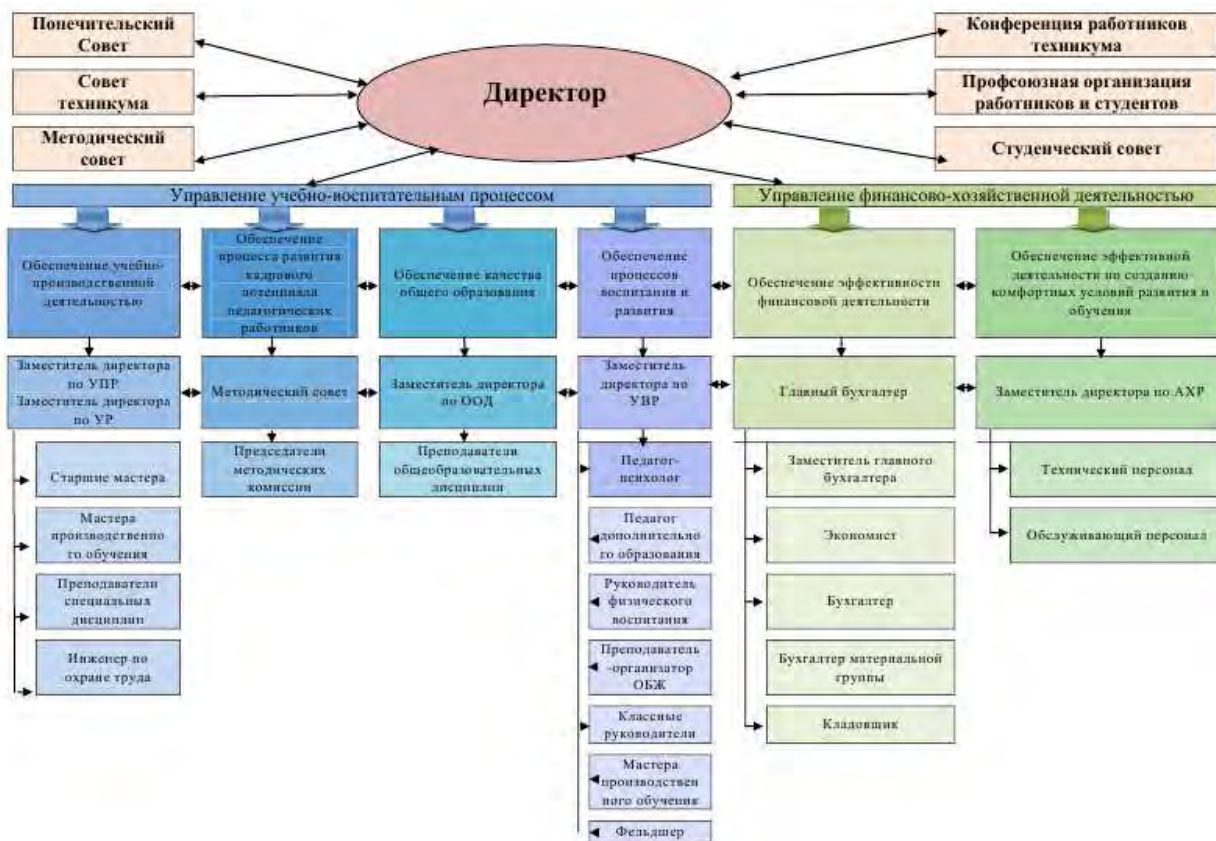 Попечительский
Совет
Совет
техникума
Методический
совет
Директор
Конференция работников
техникума
Профсоюзная организация
работников и студентов
Студенческий совет
Управление учебно-воспитательным процессом
Управление финансово-хозяйственной деятельностью
Обеспечение учебно-
производственной
деятельностью
Обеспечение
процесса развития
кадрового
потенциала
педагогических
работников
Обеспечение качества
общего образования
Обеспечение
процессов
воспитания и
развития
Обеспечение эффективности
финансовой деятельности
Обеспечение эффективной
деятельности по созданию
комфортных условий развития и
обучения
Заместитель директора
по УПР
Заместитель директора
по УР
Методический совет
Заместитель директора
по ООД
Заместитель
директора по
УВР
Главный бухгалтер
Заместитель директора по АХР
Старшие мастера
Мастера
производственно
го обучения
Преподаватели
специальных
дисциплин
Инженер по
охране труда
Председатели
методических
комиссии
Преподаватели
общеобразовательных
дисциплин
Педагог-
психолог
Педагог
дополнительно
го образования
Руководитель
физического
воспитания
Преподаватель
-организатор
ОБЖ
Классные
руководители
Мастера
производствен
ного обучения
Фельдшер
Заместитель главного
бухгалтера
Экономист
Бухгалтер
Бухгалтер материальной
группы
Кладовщик
Технический персонал
Обслуживающий персонал